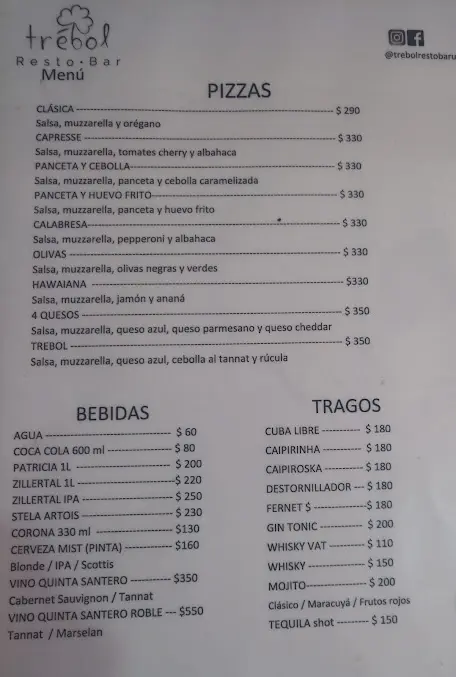 trébol
Resto · Bar
Menú
@trebolrestobaru
PIZZAS
CLÁSICA $ 290
Salsa, muzzarella y orégano
CAPRESSE $ 330
Salsa, muzzarella, tomates cherry y albahaca
PANCETA Y CEBOLLA $ 330
Salsa, muzzarella, panceta y cebolla caramelizada
PANCETA Y HUEVO FRITO $ 330
Salsa, muzzarella, panceta y huevo frito
CALABRESA $ 330
Salsa, muzzarella, pepperoni y albahaca
OLIVAS $ 330
Salsa, muzzarella, olivas negras y verdes
HAWAIANA $330
Salsa, muzzarella, jamón y ananá
4 QUESOS $ 350
Salsa, muzzarella, queso azul, queso parmesano y queso cheddar
TREBOL $ 350
Salsa, muzzarella, queso azul, cebolla al tannat y rúcula
BEBIDAS
AGUA $ 60
COCA COLA 600 ml $ 80
PATRICIA 1L $ 200
ZILLERTAL 1L $ 220
ZILLERTAL IPA $ 250
STELA ARTOIS $ 230
CORONA 330 ml $130
CERVEZA MIST (PINTA) $160
Blonde / IPA / Scottis
VINO QUINTA SANTERO $350
Cabernet Sauvignon / Tannat
VINO QUINTA SANTERO ROBLE $550
Tannat / Marselan
TRAGOS
CUBA LIBRE $ 180
CAIPIRINHA $ 180
CAIPIROSKA $ 180
DESTORNILLADOR $ 180
FERNET $ $ 180
GIN TONIC $ 200
WHISKY VAT $ 110
WHISKY $ 150
MOJITO $ 200
Clásico / Maracuyá / Frutos rojos
TEQUILA shot $ 150